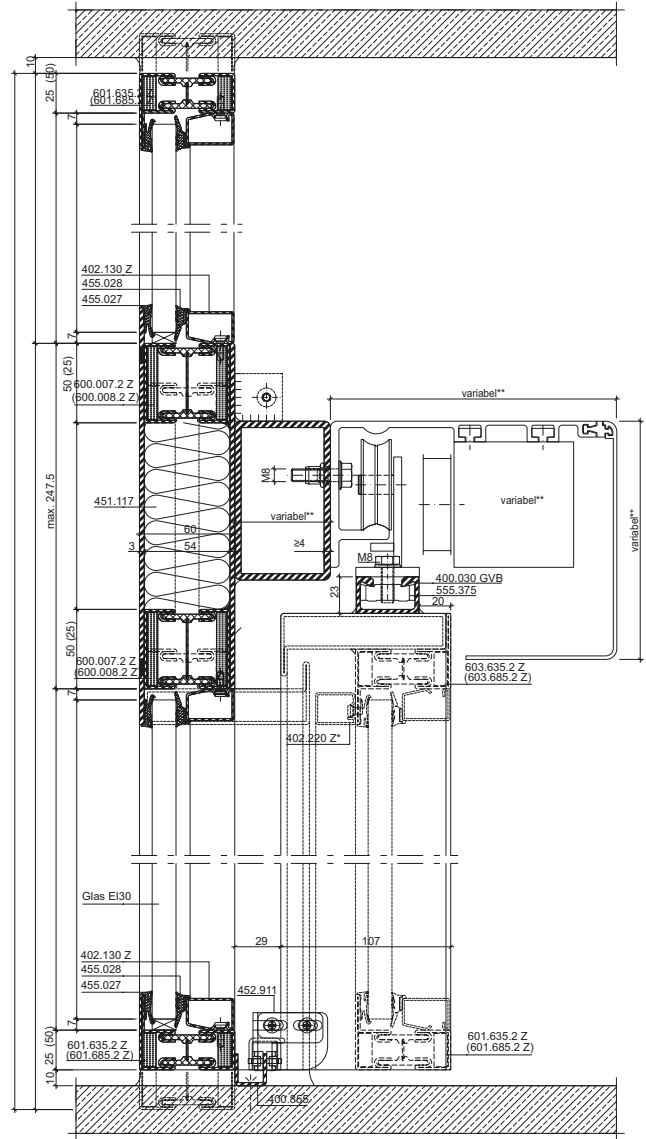 10
25 (50)
601.635.2 Z
(601.685.2 Z)
7
402.130 Z
455.028
455.027
7
50 (25)
600.007.2 Z
(600.008.2 Z)
variabel**
M8
max. 247.5
451.117
variabel**
variabel**
variabel**
60
3
54
≥4
M8
400.030 GVB
555.375
23
20
50 (25)
600.007.2 Z
(600.008.2 Z)
603.635.2 Z
(603.685.2 Z)
7
402.220 Z*
Glas EI30
29
107
402.130 Z
455.028
455.027
452.911
7
25 (50)
601.635.2 Z
(601.685.2 Z)
601.635.2 Z
(601.685.2 Z)
10
400.855